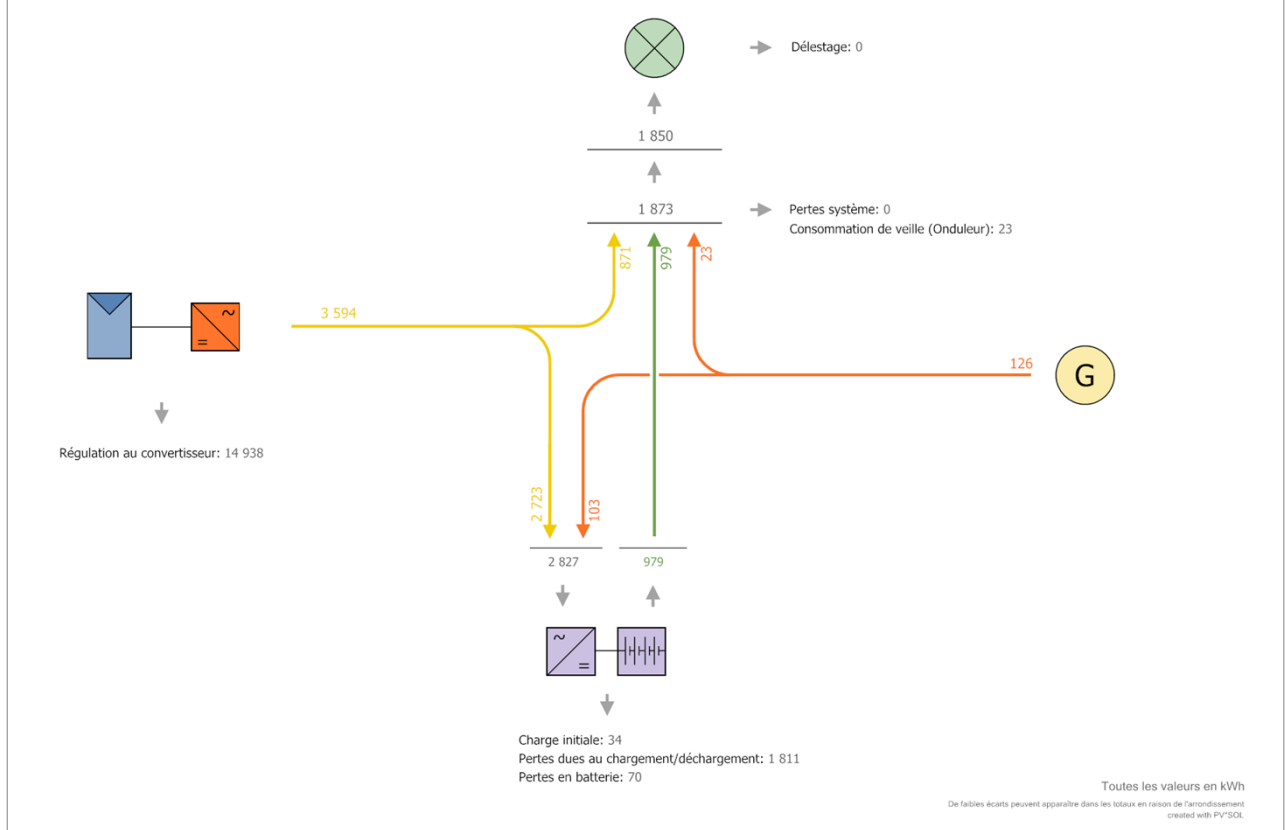 Délestage: 0
1 850
1 873
Pertes système: 0
Consommation de veille (Onduleur): 23
871
979
23
3 594
~
=
126
G
Régulation au convertisseur: 14 938
2 723
103
2 827
979
~
=
Charge initiale: 34
Pertes dues au chargement/déchargement: 1 811
Pertes en batterie: 70
Toutes les valeurs en kWh
De faibles écarts peuvent apparaître dans les totaux en raison de l'arrondissement
created with PV*SOL